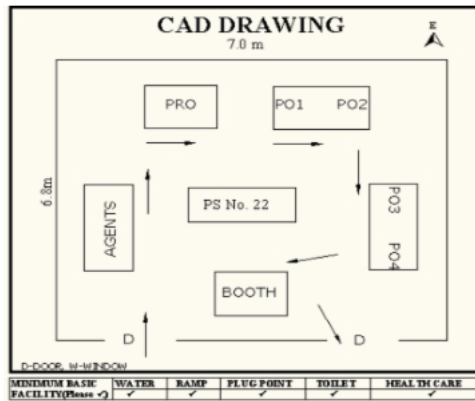 CAD DRAWING
7.0 m
E
PRO
PO1 PO2
6.8m
AGENTS
PS No. 22
PO3
PO4
BOOTH
D
D
D-DOOR, W-WINDOW
MINIMUM BASIC FACILITY(Please ✓) WATER RAMP PLUG POINT TOILET HEALTH CARE
✓ ✓ ✓ ✓ ✓